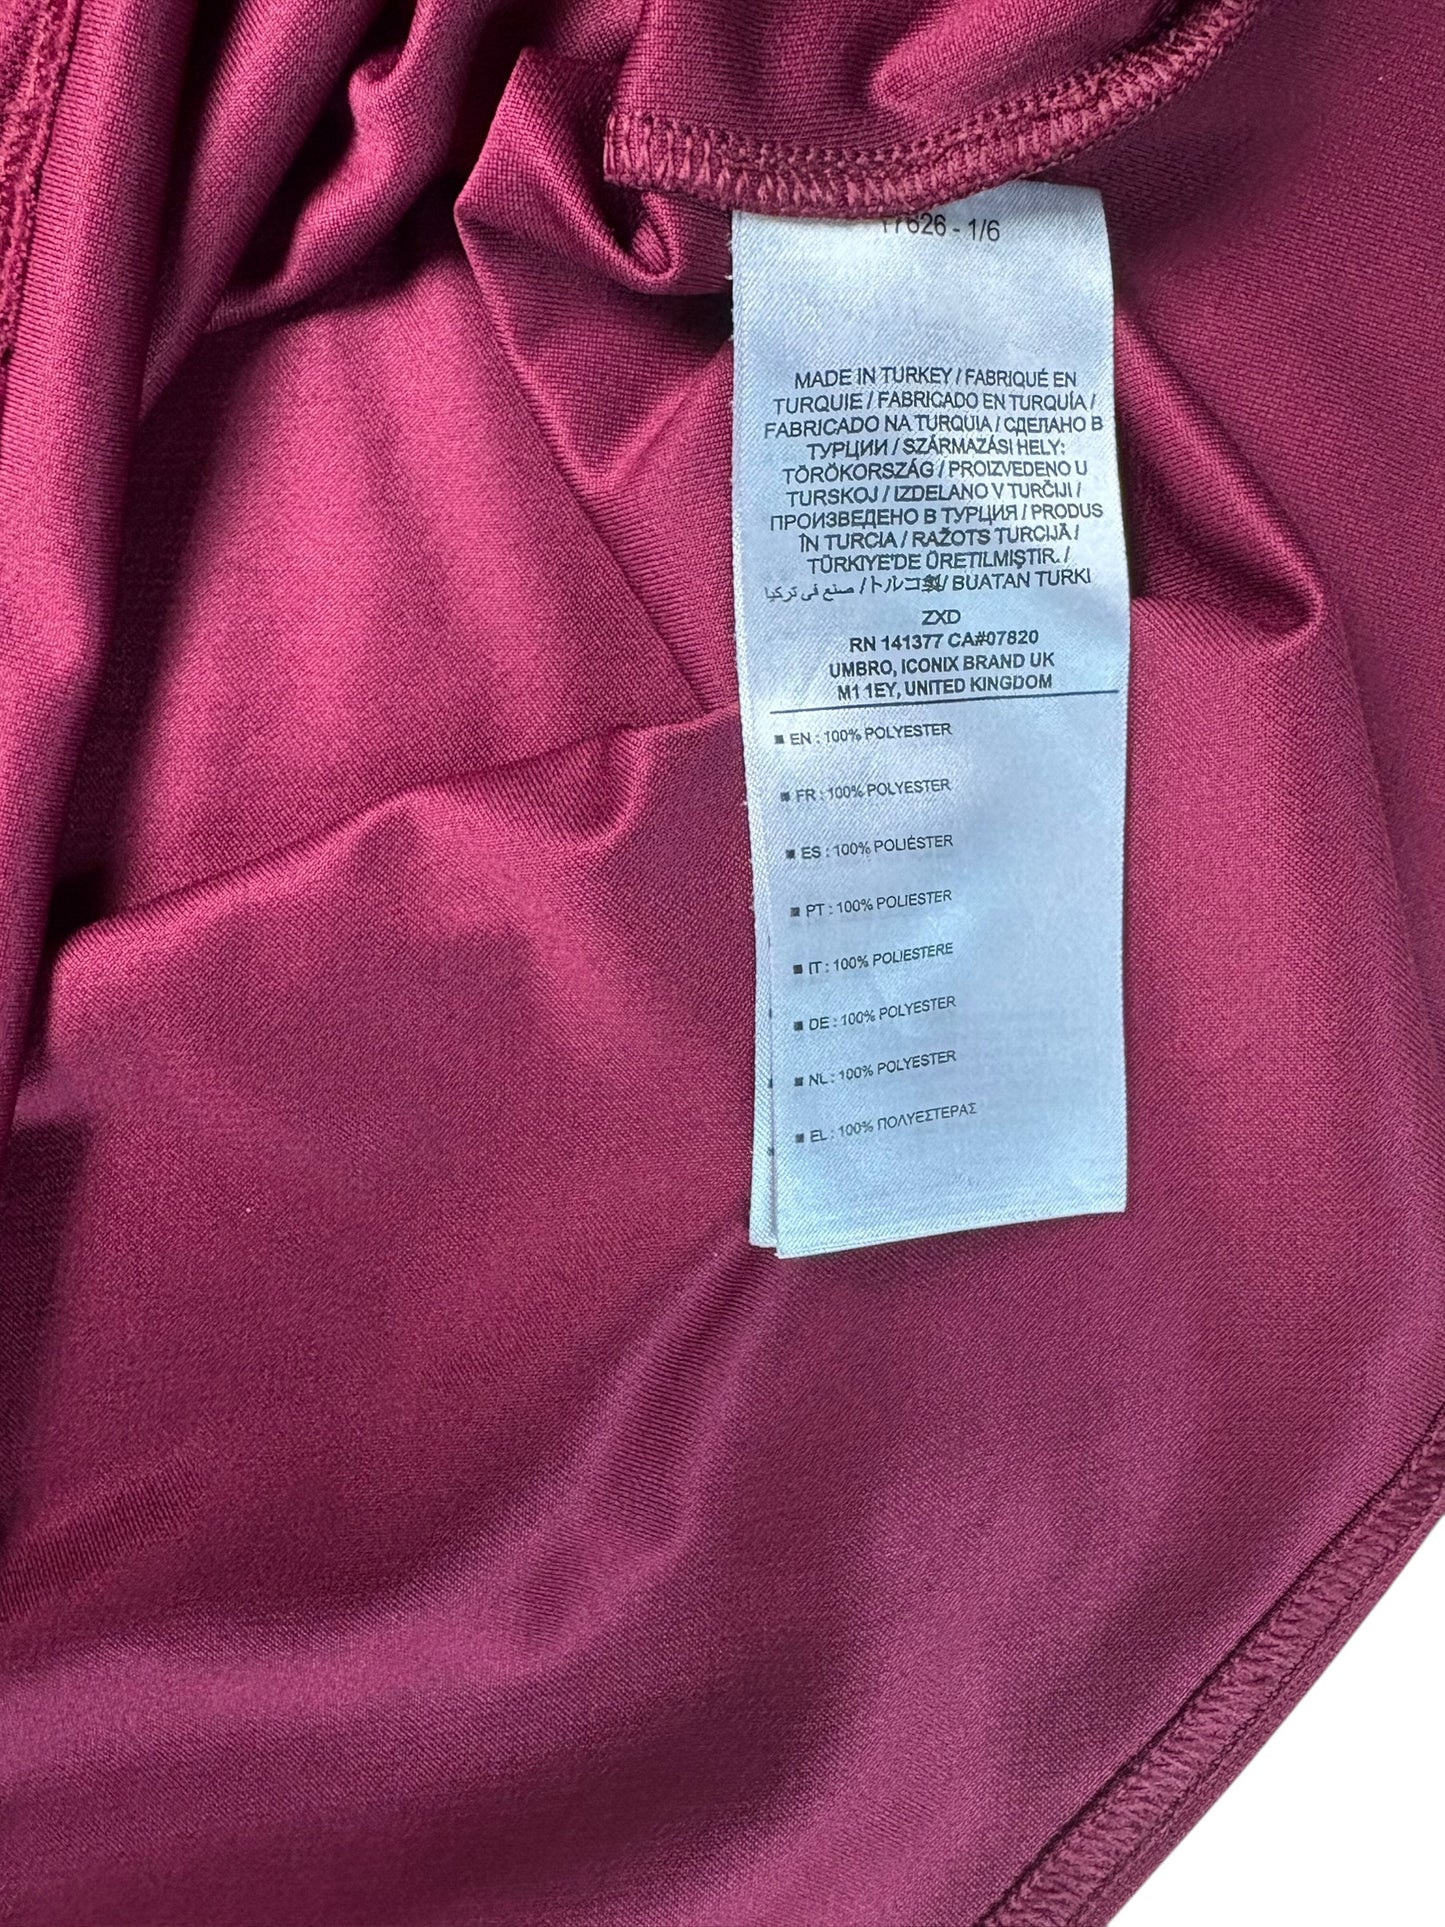 17626 - 1/6
MADE IN TURKEY / FABRIQUÉ EN
TURQUIE / FABRICADO EN TURQUÍA /
FABRICADO NA TURQUIA / СДЕЛАНО В
ТУРЦИИ / SZÁRMAZÁSI HELY:
TÖRÖKORSZÁG / PROIZVEDENO U
TURSKOJ / IZDELANO V TURČIJI /
ПРОИЗВЕДЕНО В ТУРЦИЯ / PRODUS
ÎN TURCIA / RAŽOTS TURCIJĀ /
TÜRKIYE'DE ÜRETILMIŞTIR. /
صنع في تركيا / トルコ製/ BUATAN TURKI
ZXD
RN 141377 CA#07820
UMBRO, ICONIX BRAND UK
M1 1EY, UNITED KINGDOM
■ EN : 100% POLYESTER
■ FR : 100% POLYESTER
■ ES : 100% POLIÉSTER
■ PT : 100% POLIESTER
■ IT : 100% POLIESTERE
■ DE : 100% POLYESTER
■ NL : 100% POLYESTER
■ EL : 100% ΠΟΛΥΕΣΤΕΡΑΣ